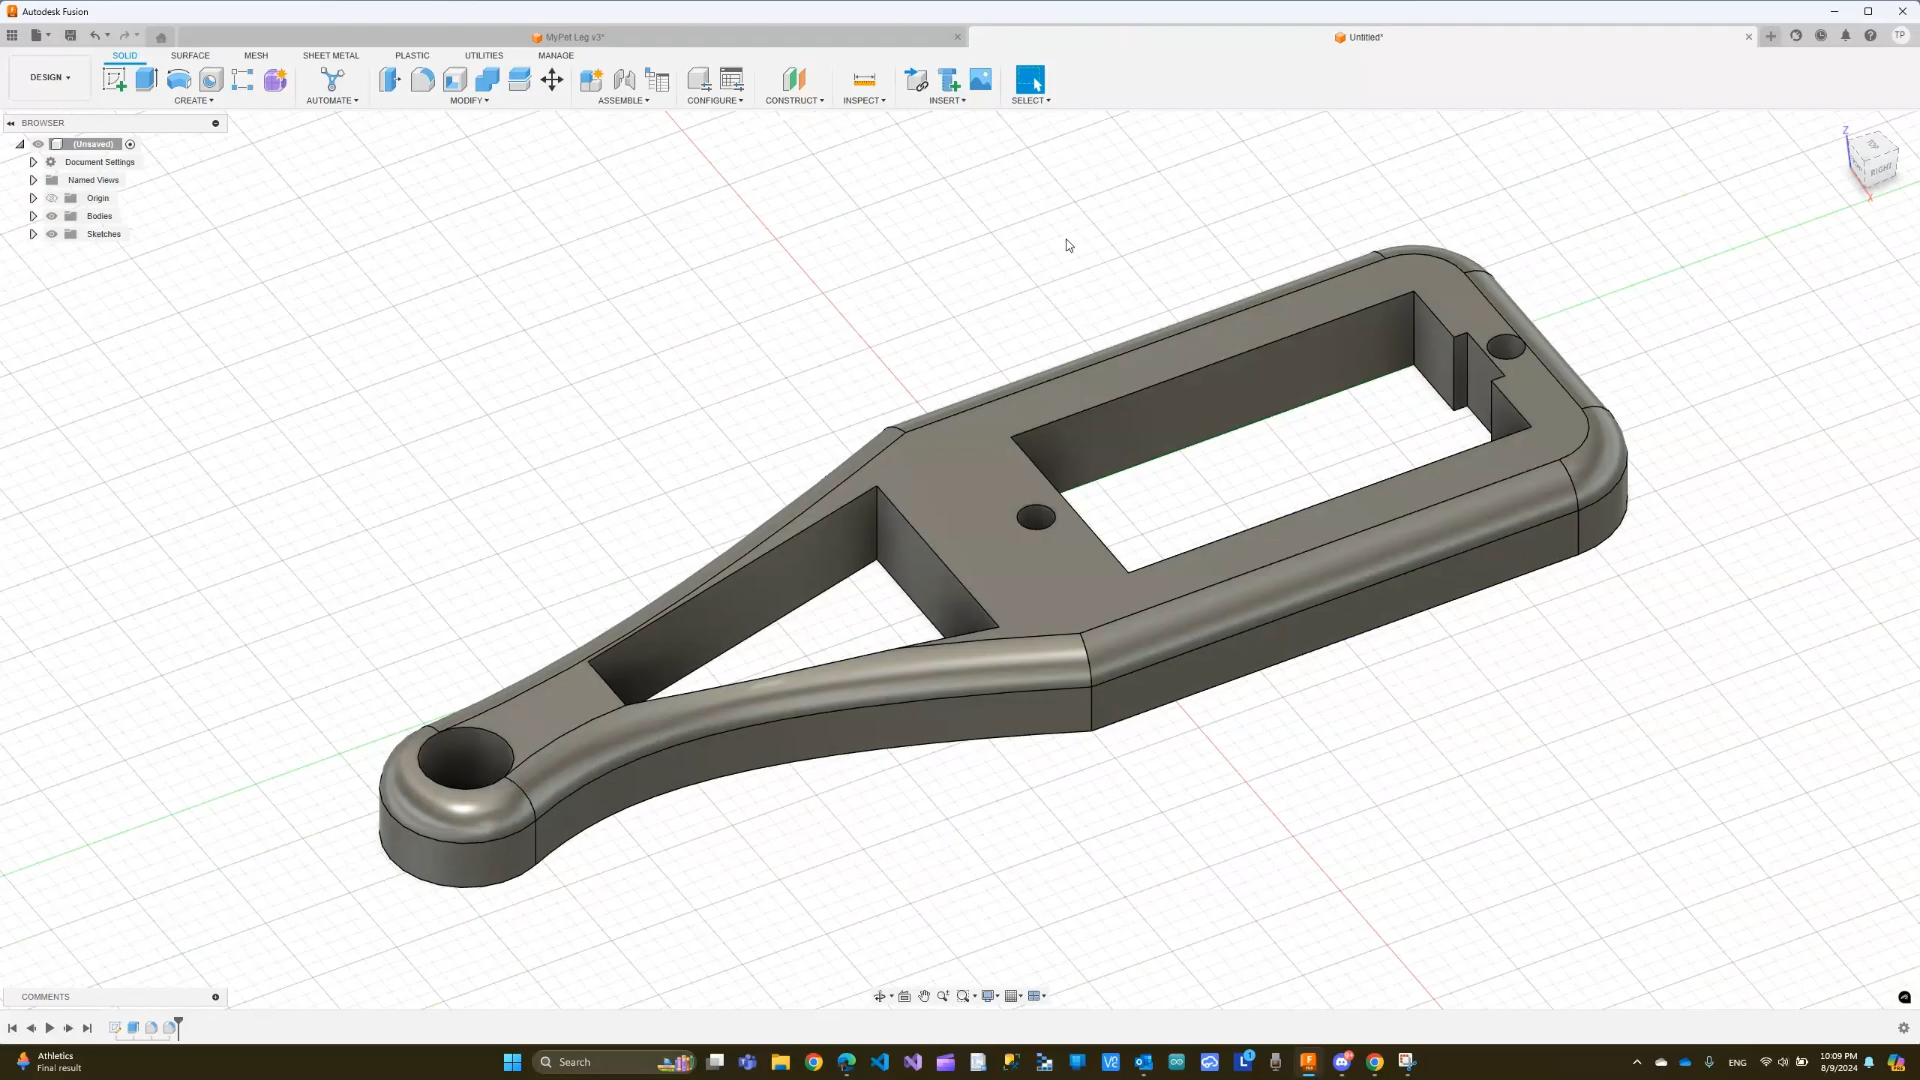 Autodesk Fusion
MyPet Leg v3*
Untitled*
TP
DESIGN
SOLID
SURFACE
MESH
SHEET METAL
PLASTIC
UTILITIES
MANAGE
CREATE
AUTOMATE
MODIFY
ASSEMBLE
CONFIGURE
CONSTRUCT
INSPECT
INSERT
SELECT
BROWSER
(Unsaved)
Document Settings
Named Views
Origin
Bodies
Sketches
Z
TOP
RIGHT
X
COMMENTS
Athletics
Final result
Search
ENG
10:09 PM
8/9/2024